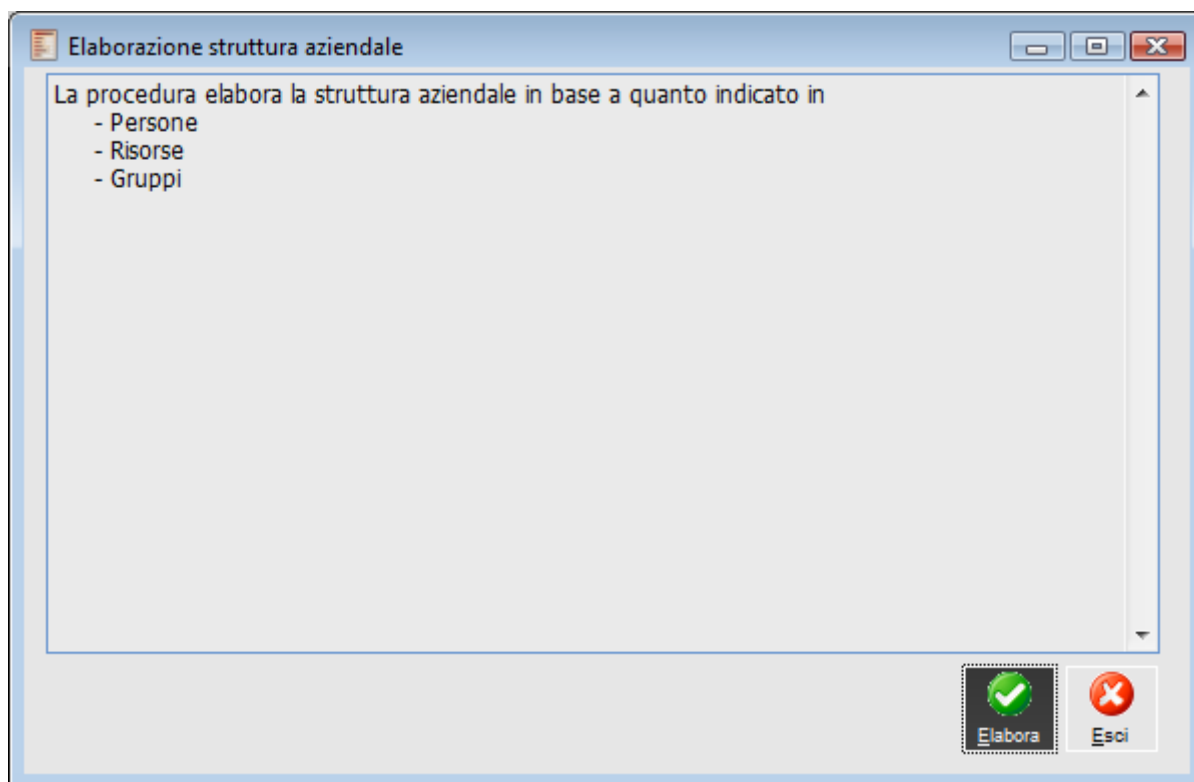 Elaborazione struttura aziendale
La procedura elabora la struttura aziendale in base a quanto indicato in
- Persone
- Risorse
- Gruppi
Elabora
Esci